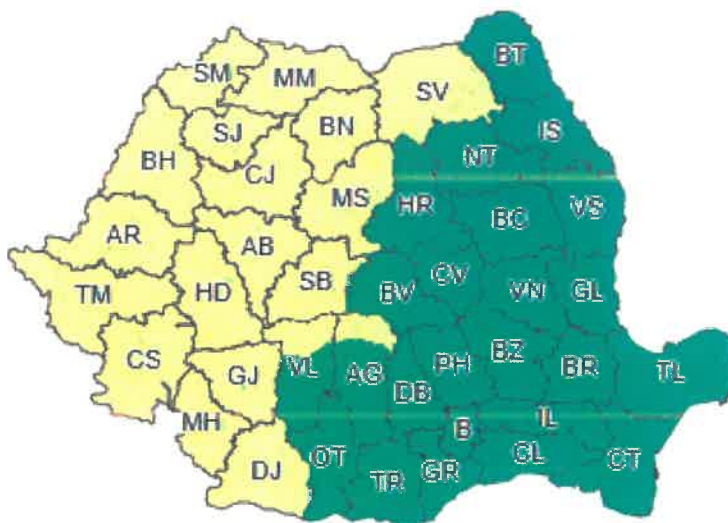 BT
SM MM SV
SJ BN IS
BH CJ NT
MS HR BC VS
AR AB
TM HD SB BV CV VN GL
CS GJ VL AG DB PH BZ BR TL
MH B IL
DJ OT TR GR CL CT